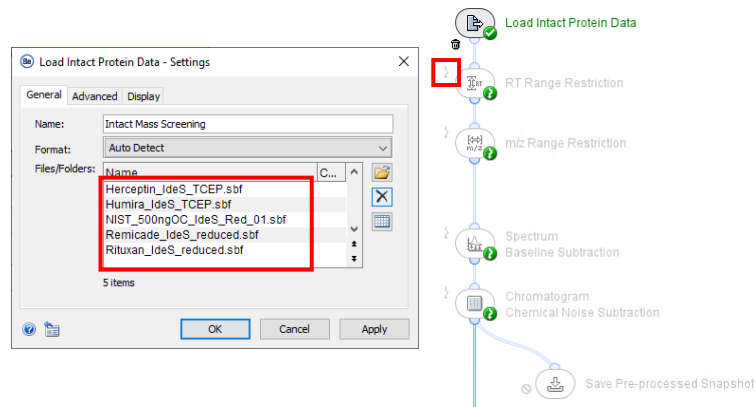 Load Intact Protein Data - Settings
General Advanced Display
Name: Intact Mass Screening
Format: Auto Detect
Files/Folders: Name C...
Herceptin_IdeS_TCEP.sbf
Humira_IdeS_TCEP.sbf
NIST_500ngOC_IdeS_Red_01.sbf
Remicade_IdeS_reduced.sbf
Rituxan_IdeS_reduced.sbf
5 items
OK Cancel Apply
Load Intact Protein Data
RT
RT Range Restriction
m/z
m/z Range Restriction
Spectrum
Baseline Subtraction
Chromatogram
Chemical Noise Subtraction
Save Pre-processed Snapshot